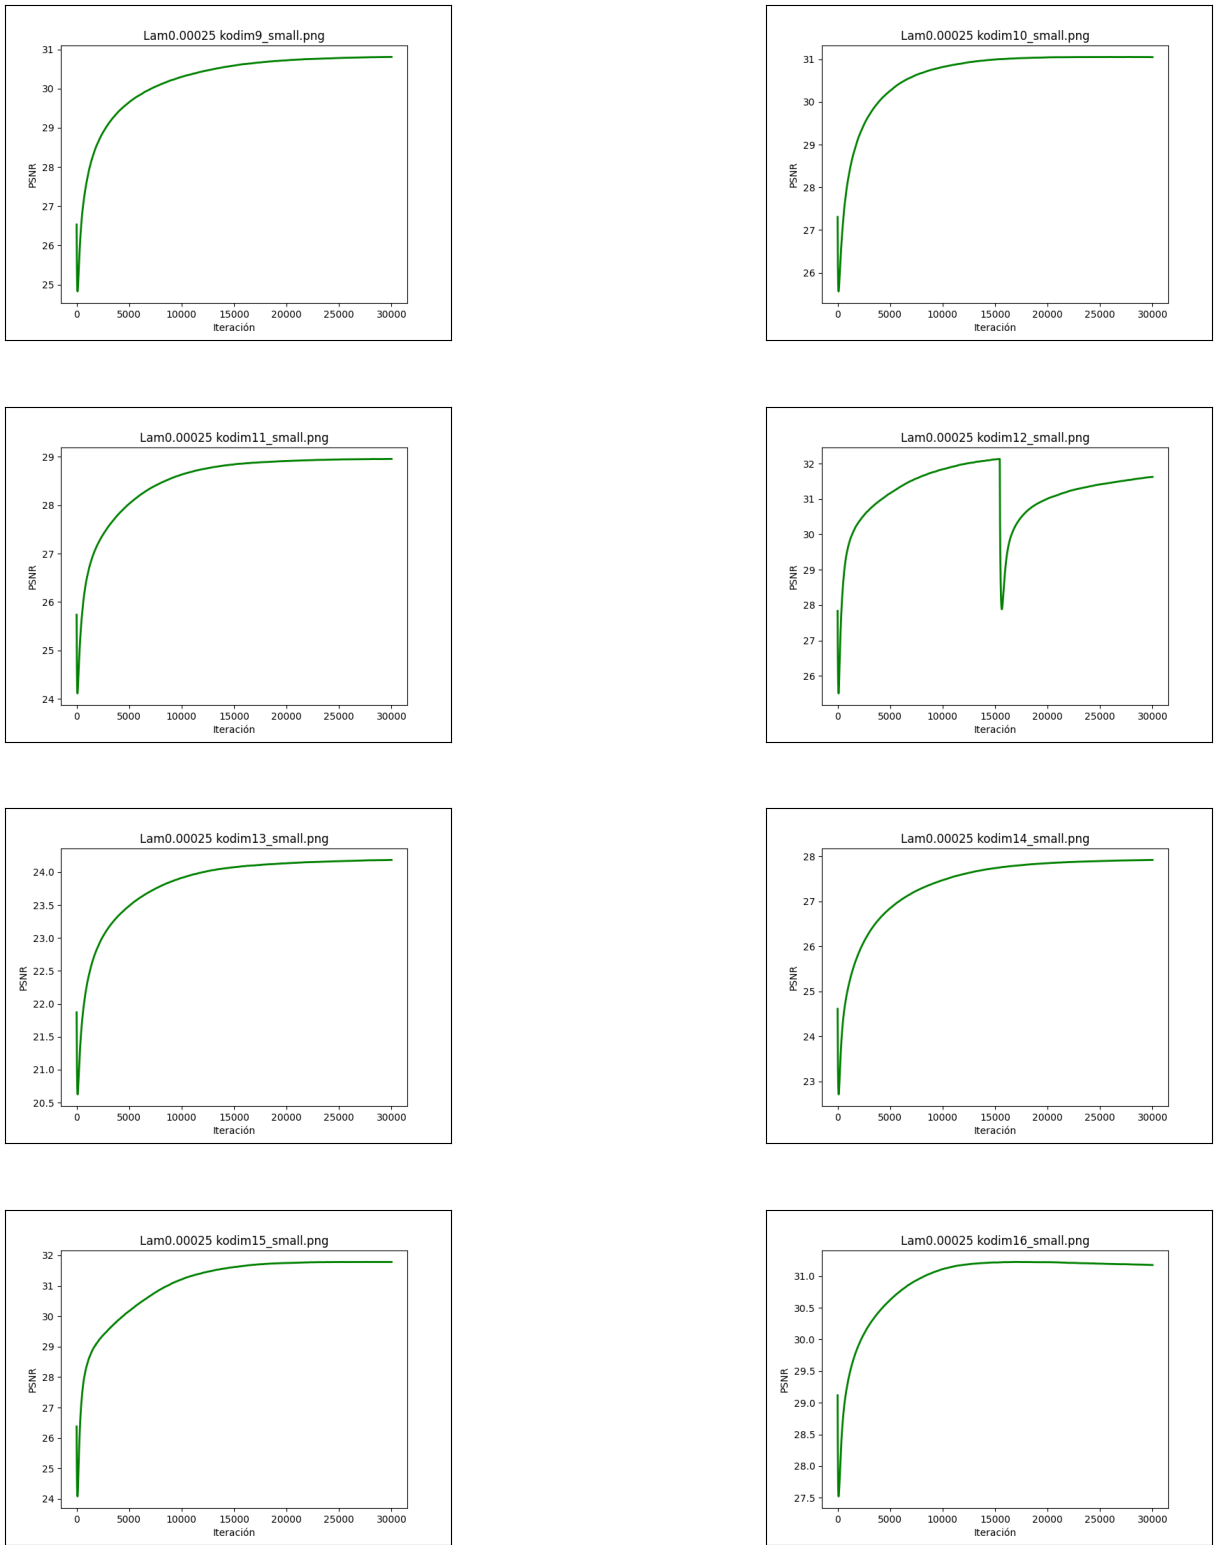 Lam0.00025 kodim9_small.png
31
30
29
28
27
26
25
PSNR
0 5000 10000 15000 20000 25000 30000
Iteración
Lam0.00025 kodim10_small.png
31
30
29
28
27
26
PSNR
0 5000 10000 15000 20000 25000 30000
Iteración
Lam0.00025 kodim11_small.png
29
28
27
26
25
24
PSNR
0 5000 10000 15000 20000 25000 30000
Iteración
Lam0.00025 kodim12_small.png
32
31
30
29
28
27
26
PSNR
0 5000 10000 15000 20000 25000 30000
Iteración
Lam0.00025 kodim13_small.png
24.0
23.5
23.0
22.5
22.0
21.5
21.0
20.5
PSNR
0 5000 10000 15000 20000 25000 30000
Iteración
Lam0.00025 kodim14_small.png
28
27
26
25
24
23
PSNR
0 5000 10000 15000 20000 25000 30000
Iteración
Lam0.00025 kodim15_small.png
32
31
30
29
28
27
26
25
24
PSNR
0 5000 10000 15000 20000 25000 30000
Iteración
Lam0.00025 kodim16_small.png
31.0
30.5
30.0
29.5
29.0
28.5
28.0
27.5
PSNR
0 5000 10000 15000 20000 25000 30000
Iteración